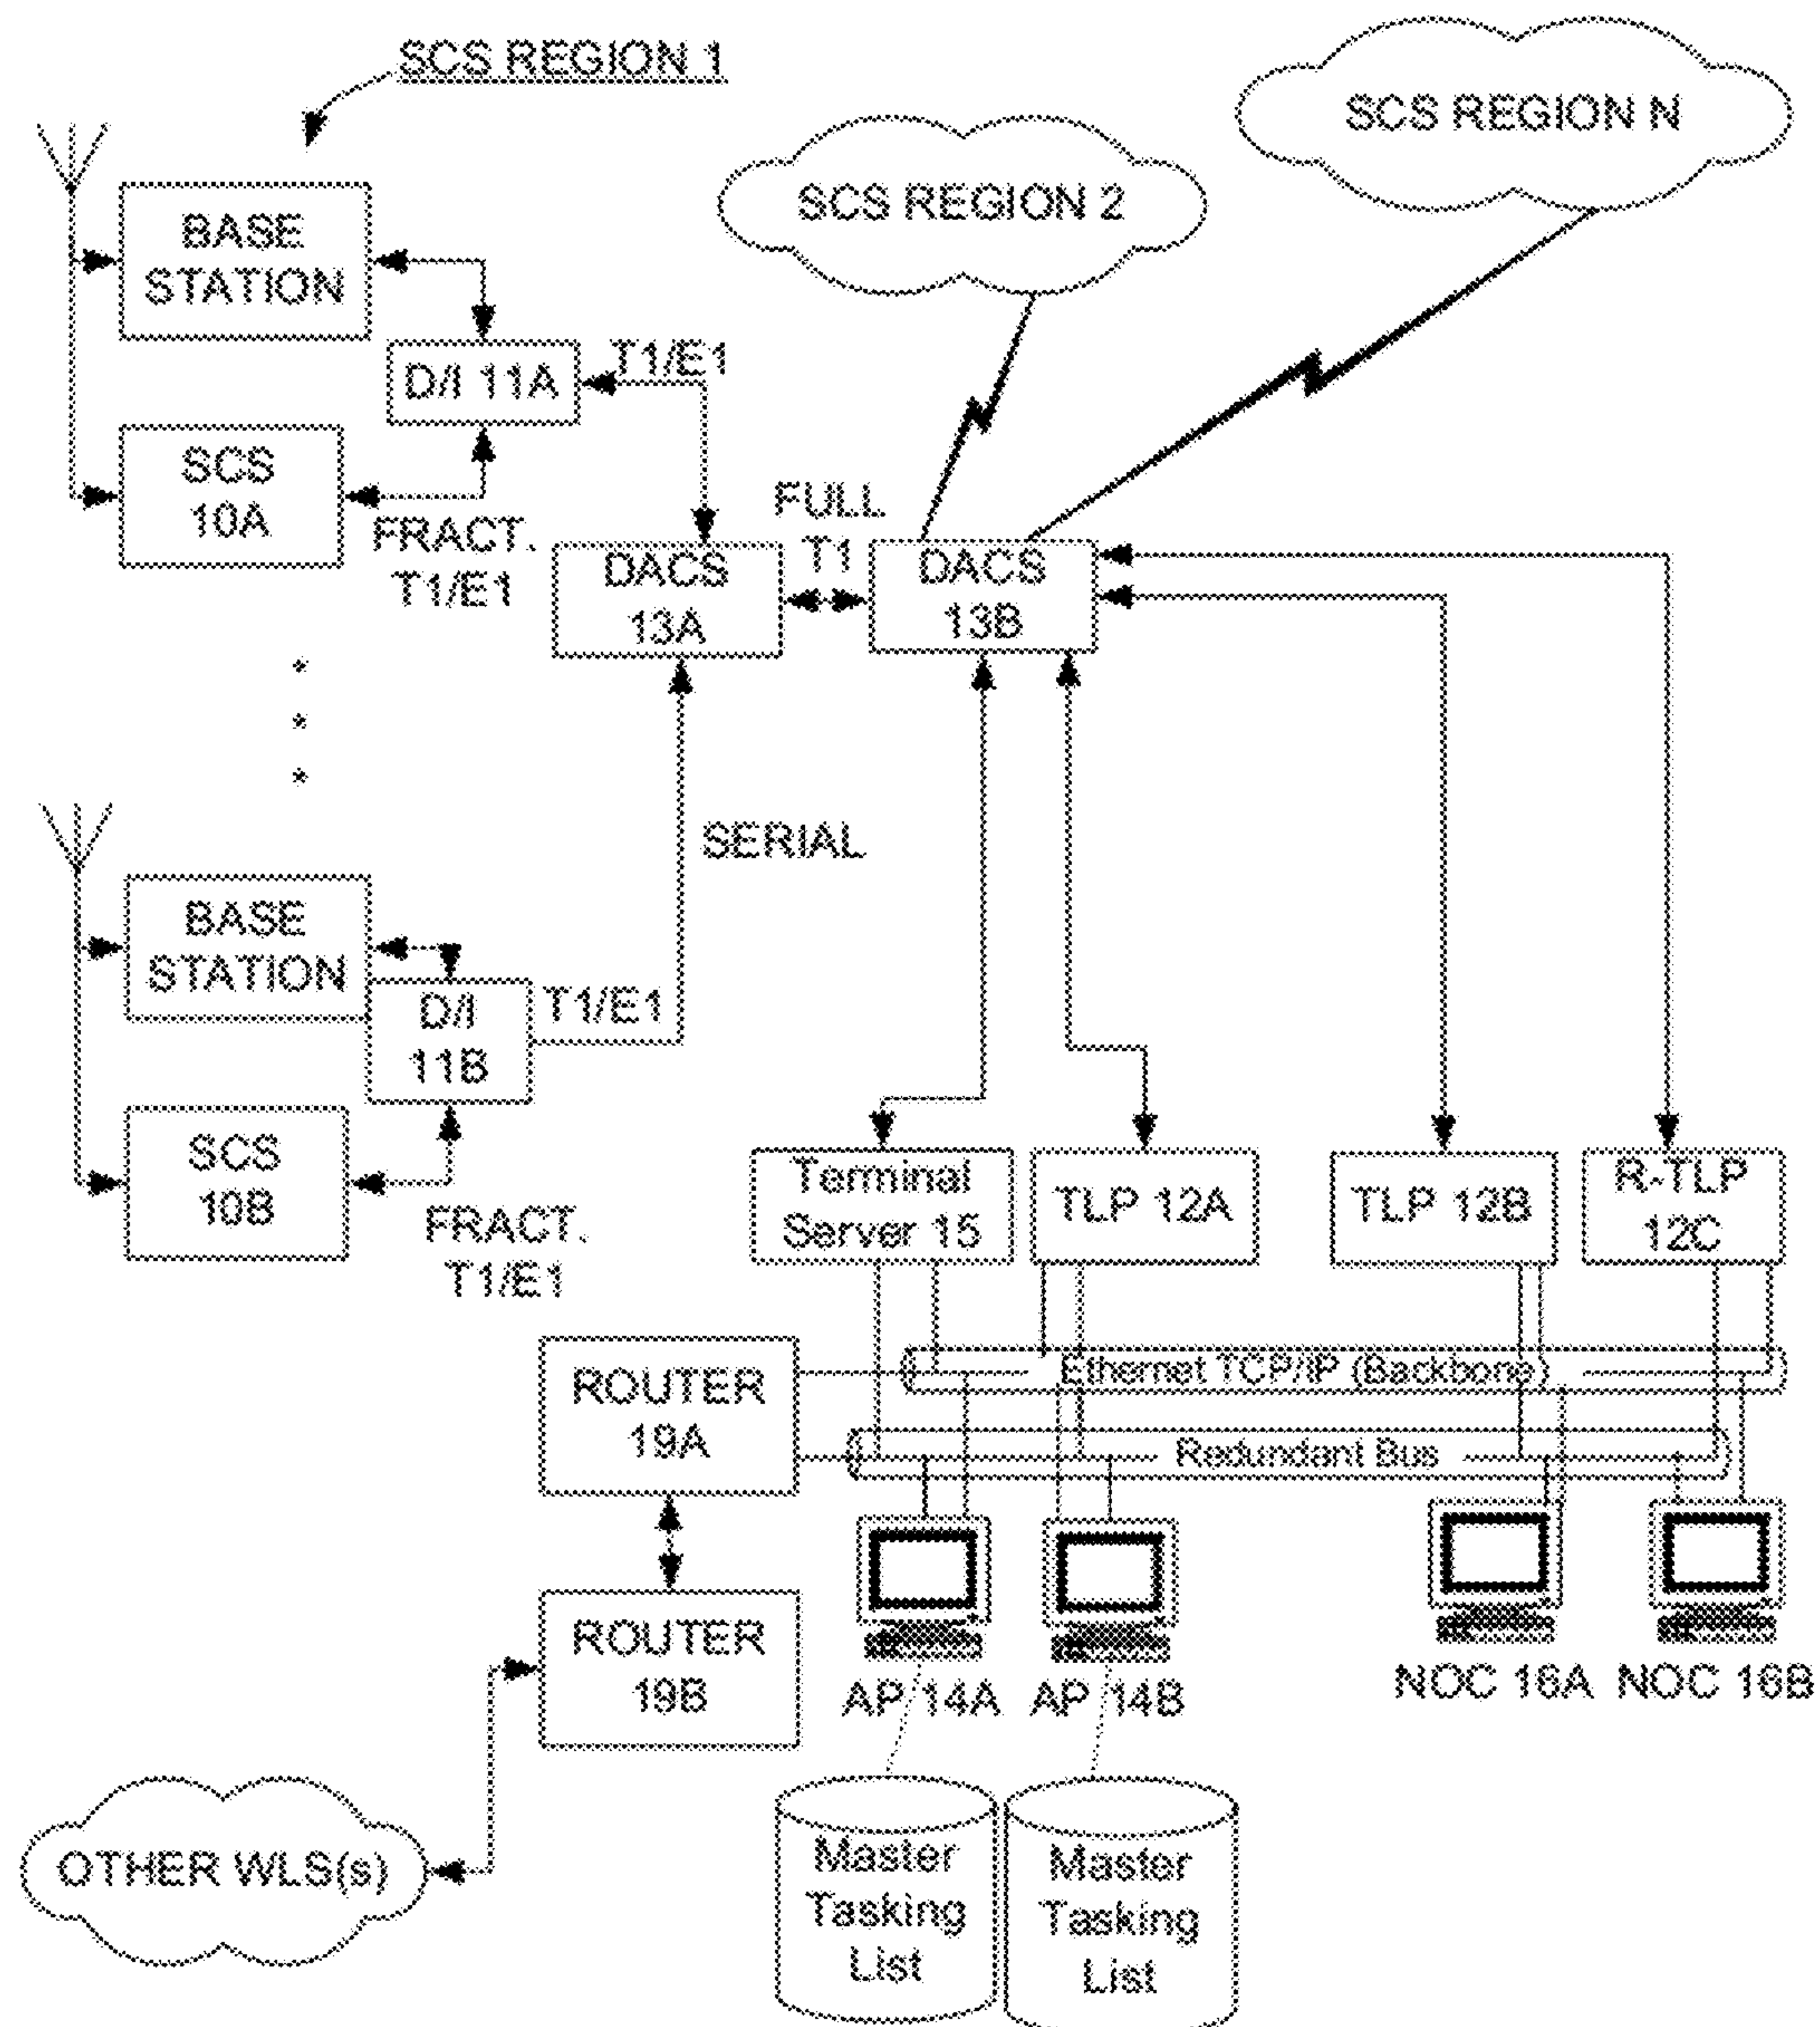 SCS REGION 1
SCS REGION N
SCS REGION 2
BASE
STATION
D/I 11A
T1/E1
SCS
10A
FRACT.
T1/E1
FULL
T1
DACS
13A
DACS
13B
SERIAL
BASE
STATION
D/I
11B
T1/E1
SCS
10B
FRACT.
T1/E1
Terminal
Server 15
TLP 12A
TLP 12B
R-TLP
12C
Ethernet TCP/IP (Backbone)
Redundant Bus
ROUTER
19A
ROUTER
19B
AP 14A
AP 14B
NOC 16A
NOC 16B
OTHER WLS(s)
Master
Tasking
List
Master
Tasking
List